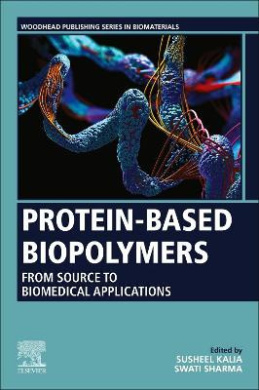 WOODHEAD PUBLISHING SERIES IN BIOMATERIALS
PROTEIN-BASED
BIOPOLYMERS
FROM SOURCE TO
BIOMEDICAL APPLICATIONS
Edited by
SUSHEEL KALIA
SWATI SHARMA
ELSEVIER